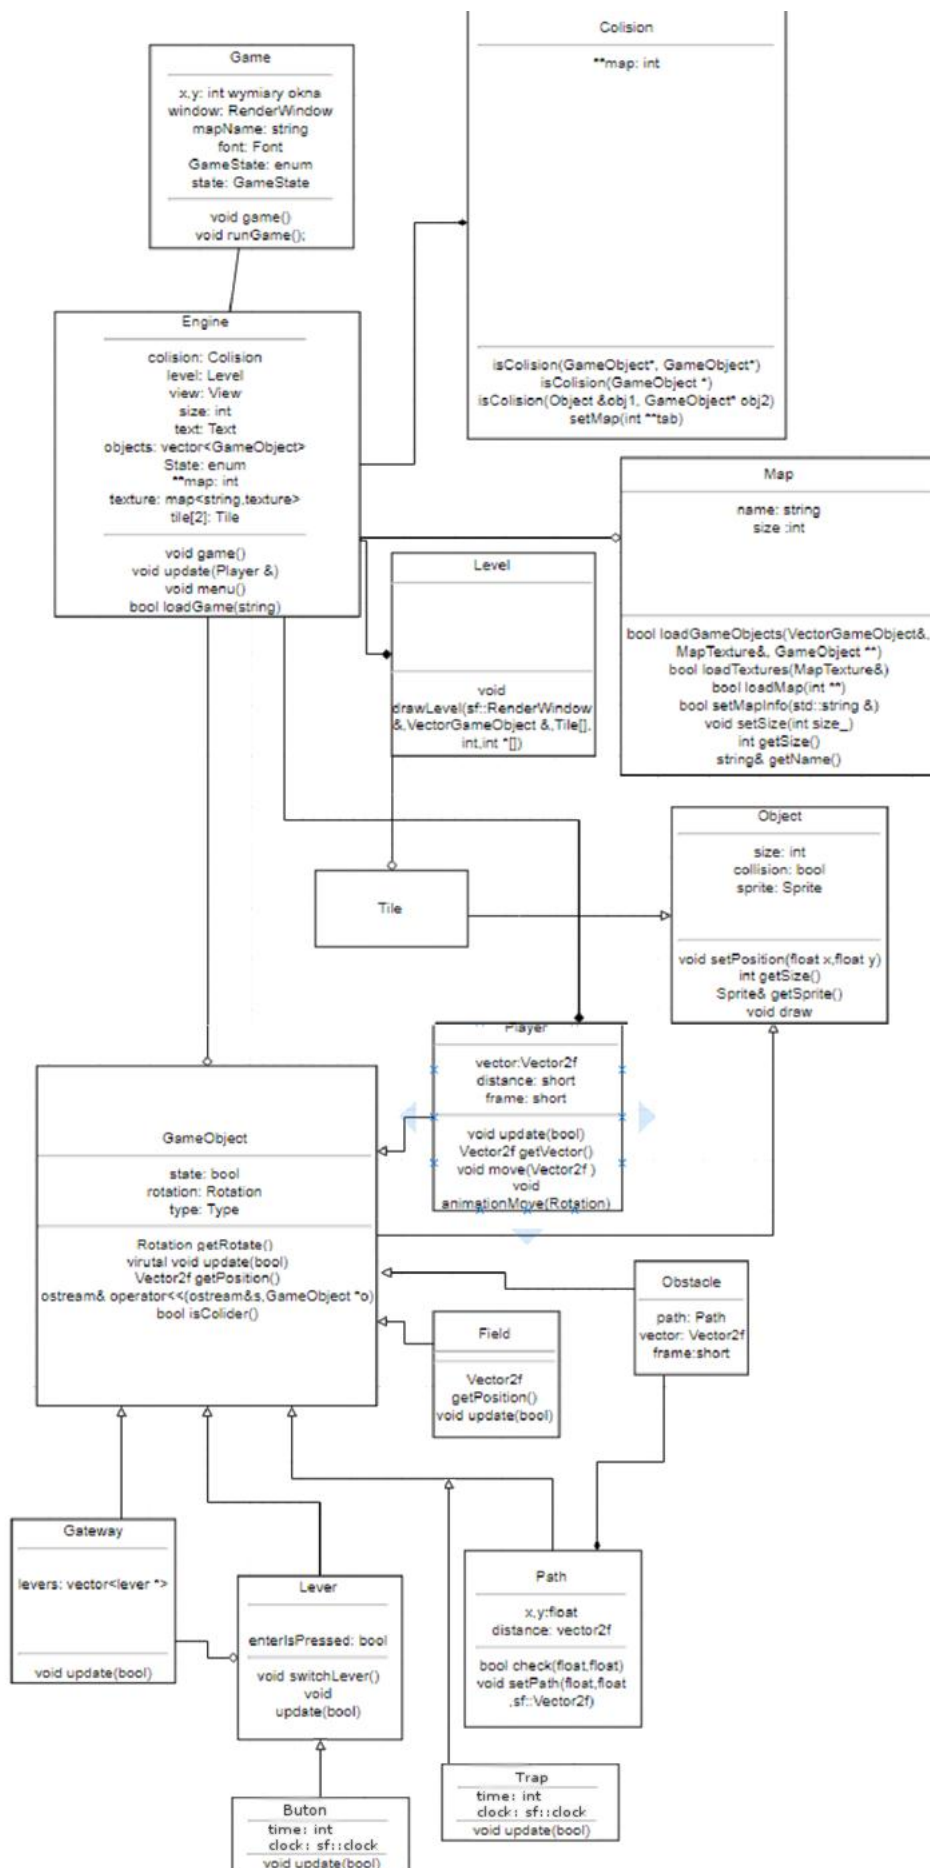 Game
x,y: int wymiary okna
window: RenderWindow
mapName: string
font: Font
GameState: enum
state: GameState
void game()
void runGame();
Colision
**map: int
isColision(GameObject*, GameObject*)
isColision(GameObject *)
isColision(Object &obj1, GameObject* obj2)
setMap(int **tab)
Engine
colision: Colision
level: Level
view: View
size: int
text: Text
objects: vector<GameObject>
State: enum
**map: int
texture: map<string,texture>
tile[2]: Tile
void game()
void update(Player &)
void menu()
bool loadGame(string)
Map
name: string
size :int
bool loadGameObjects(VectorGameObject&,
MapTexture&, GameObject **)
bool loadTextures(MapTexture&)
bool loadMap(int **)
bool setMapInfo(std::string &)
void setSize(int size_)
int getSize()
string& getName()
Level
void
drawLevel(sf::RenderWindow
&,VectorGameObject &,Tile[],
int,int *[])
Object
size: int
collision: bool
sprite: Sprite
void setPosition(float x,float y)
int getSize()
Sprite& getSprite()
void draw
Tile
Player
vector:Vector2f
distance: short
frame: short
void update(bool)
Vector2f getVector()
void move(Vector2f )
void
animationMove(Rotation)
GameObject
state: bool
rotation: Rotation
type: Type
Rotation getRotate()
virutal void update(bool)
Vector2f getPosition()
ostream& operator<<(ostream&s,GameObject *o)
bool isColider()
Obstacle
path: Path
vector: Vector2f
frame:short
Field
Vector2f
getPosition()
void update(bool)
Gateway
levers: vector<lever *>
void update(bool)
Lever
enterIsPressed: bool
void switchLever()
void
update(bool)
Path
x,y:float
distance: vector2f
bool check(float,float)
void setPath(float,float
,sf::Vector2f)
Trap
time: int
clock: sf::clock
void update(bool)
Buton
time: int
clock: sf::clock
void update(bool)